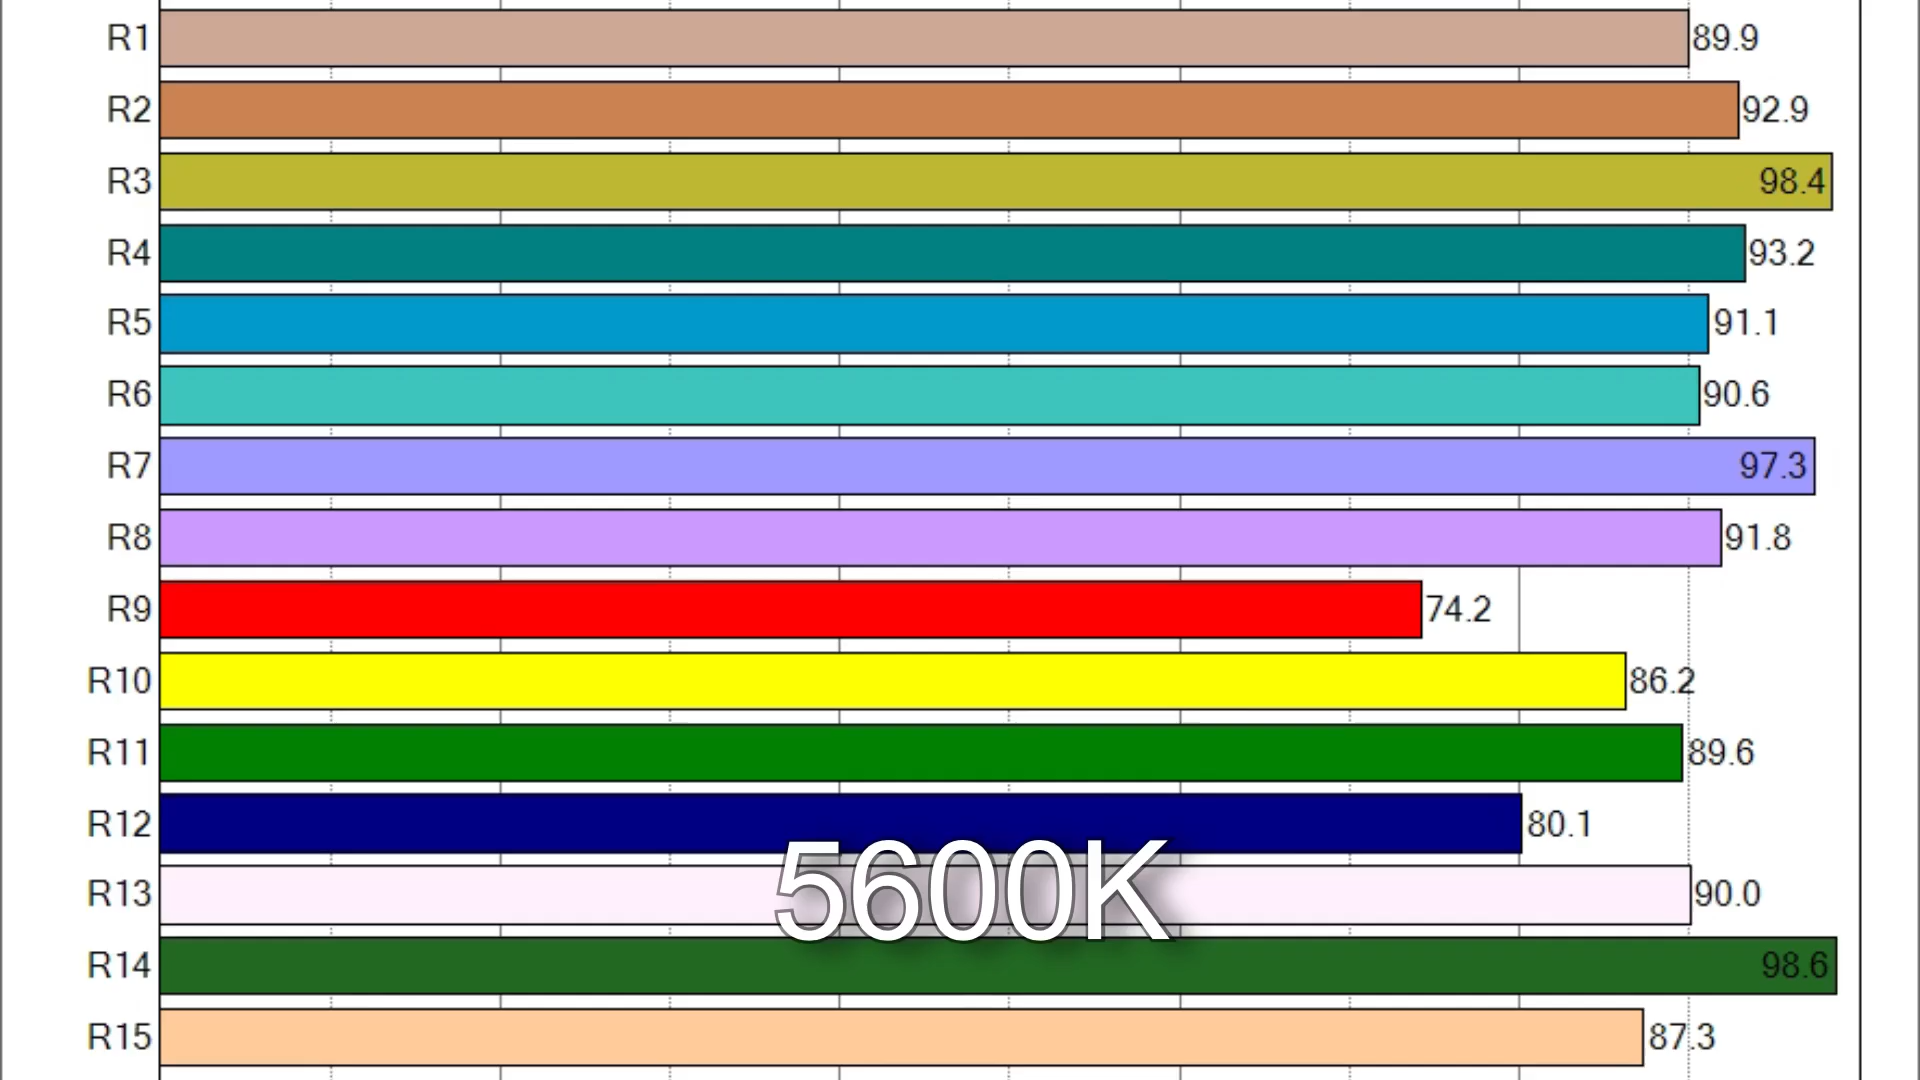 R1 89.9
R2 92.9
R3 98.4
R4 93.2
R5 91.1
R6 90.6
R7 97.3
R8 91.8
R9 74.2
R10 86.2
R11 89.6
R12 80.1
5600K
R13 90.0
R14 98.6
R15 87.3